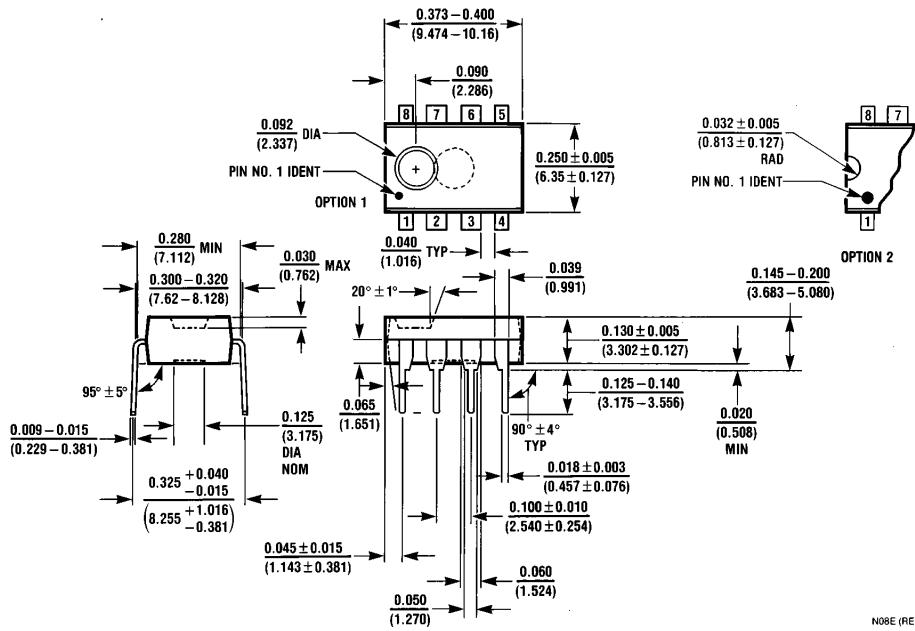 0.373 – 0.400
(9.474 – 10.16)
0.090
(2.286)
8 7 6 5
0.092
(2.337)
DIA
PIN NO. 1 IDENT
OPTION 1
0.250 ± 0.005
(6.35 ± 0.127)
1 2 3 4
8 7
0.032 ± 0.005
(0.813 ± 0.127)
RAD
PIN NO. 1 IDENT
1
OPTION 2
0.280
(7.112)
MIN
0.030
(0.762)
MAX
0.300 – 0.320
(7.62 – 8.128)
0.040
(1.016)
TYP
0.039
(0.991)
0.145 – 0.200
(3.683 – 5.080)
20° ± 1°
0.130 ± 0.005
(3.302 ± 0.127)
95° ± 5°
0.065
(1.651)
0.125 – 0.140
(3.175 – 3.556)
0.020
(0.508)
MIN
90° ± 4°
TYP
0.009 – 0.015
(0.229 – 0.381)
0.125
(3.175)
DIA
NOM
0.018 ± 0.003
(0.457 ± 0.076)
0.325 +0.040
−0.015
(8.255 +1.016
−0.381)
0.100 ± 0.010
(2.540 ± 0.254)
0.045 ± 0.015
(1.143 ± 0.381)
0.060
(1.524)
0.050
(1.270)
N08E (RE